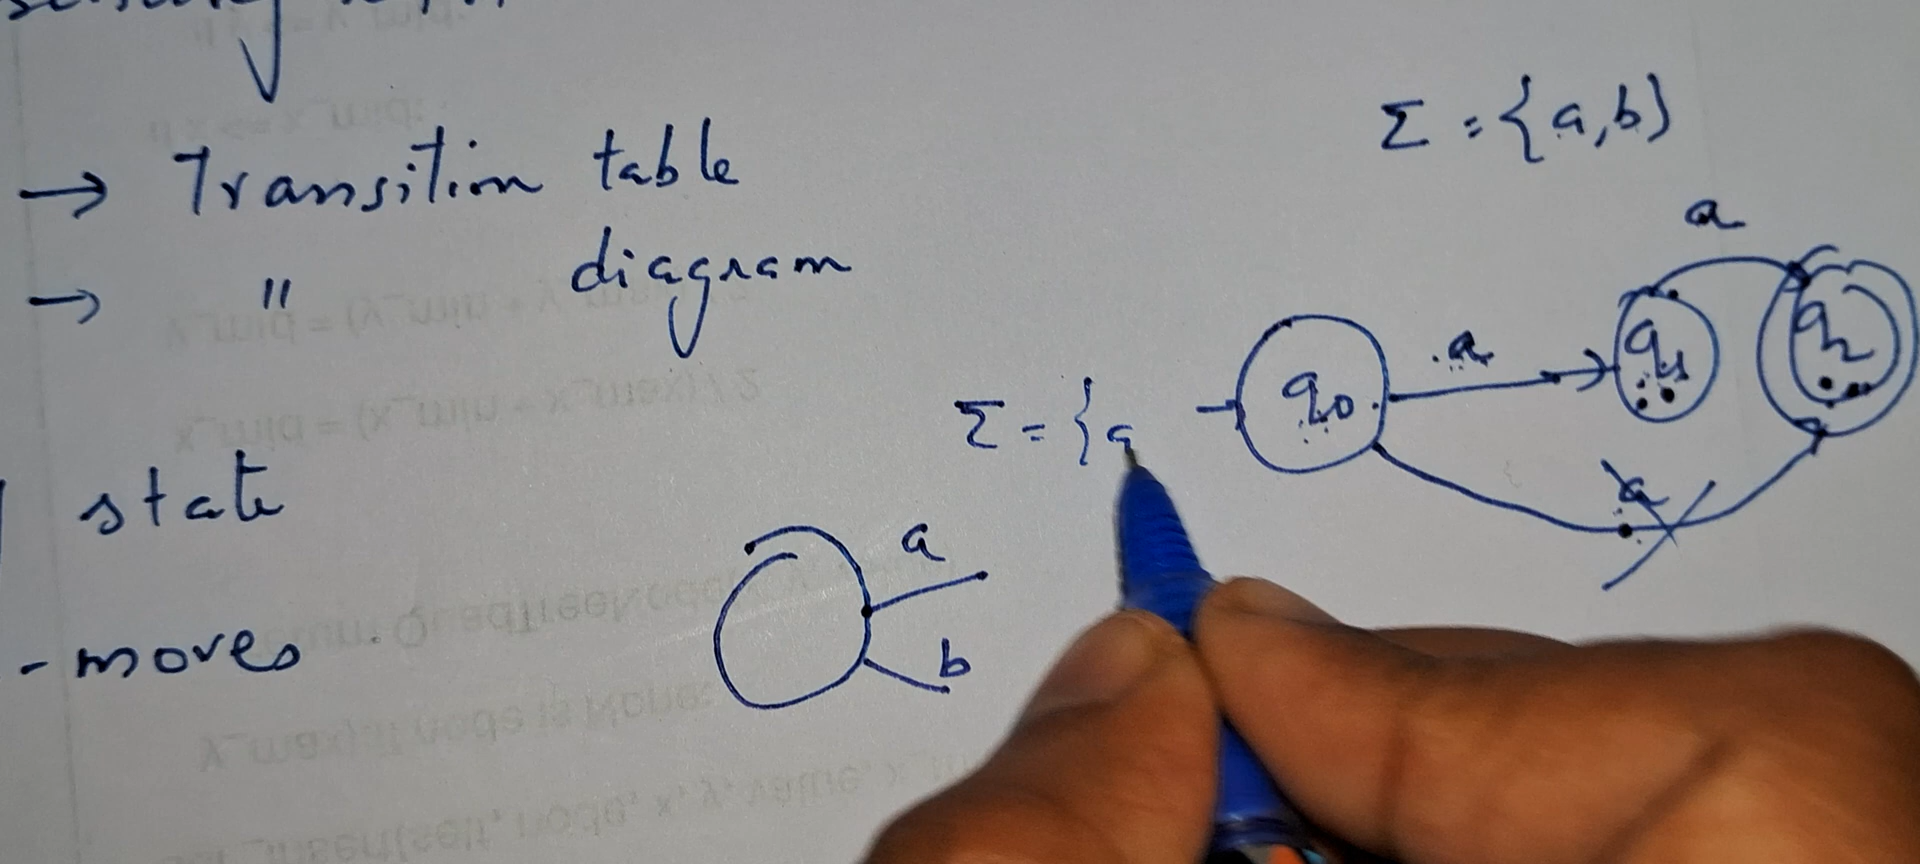 → Transition table
→ " diagram
state
- moves
Σ = {a,b}
a
q0
a
q1
q2
a
Σ = {a
a
b